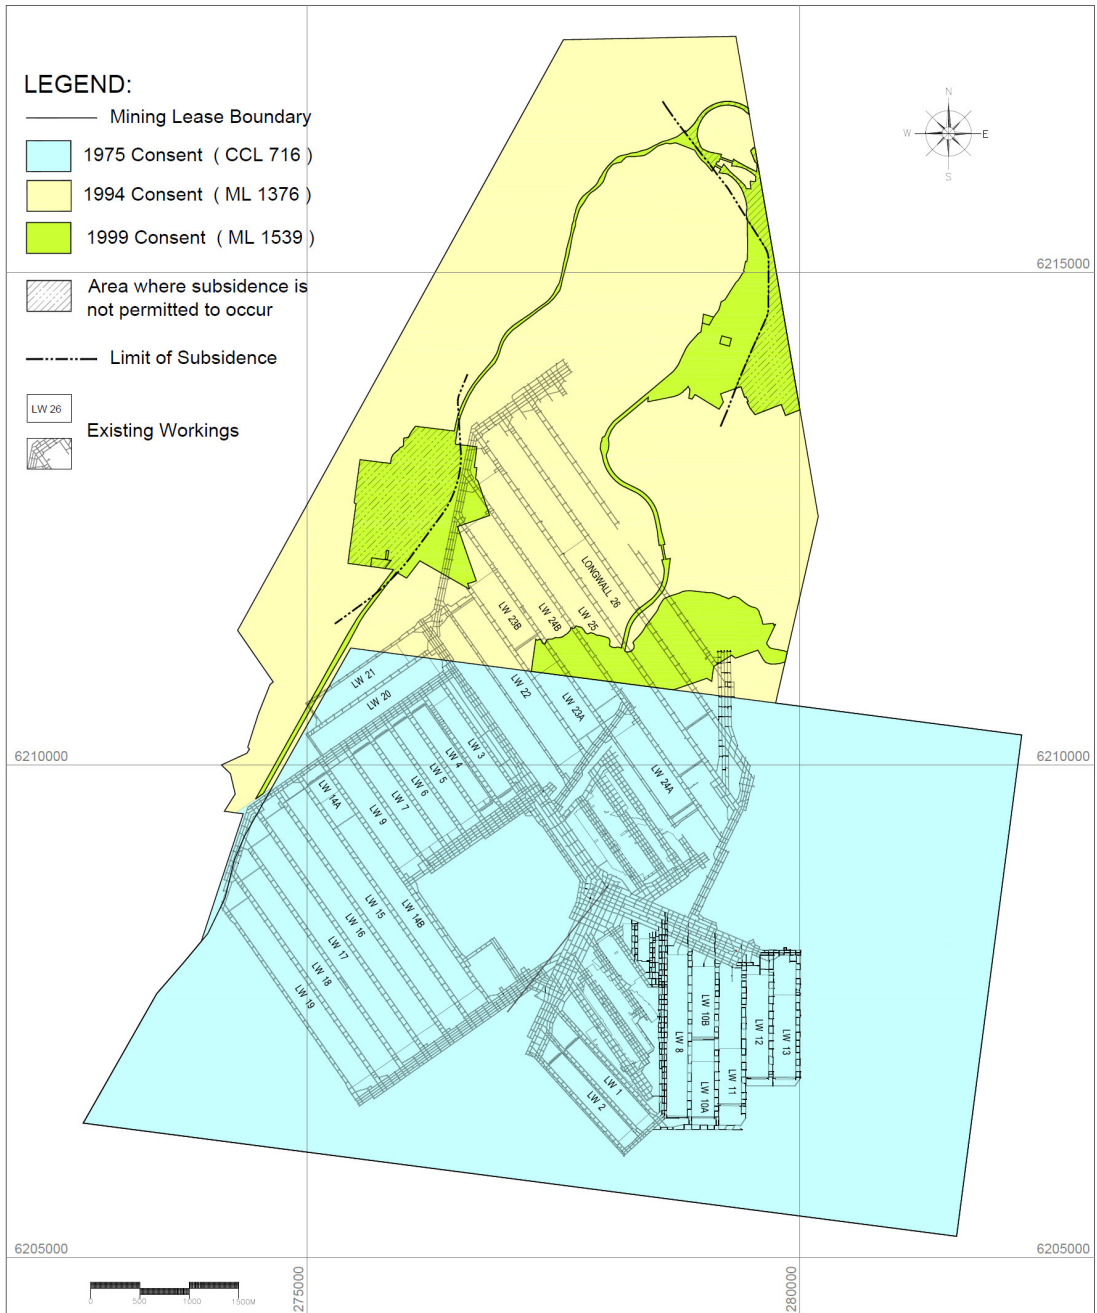 LEGEND:
Mining Lease Boundary
1975 Consent ( CCL 716 )
1994 Consent ( ML 1376 )
1999 Consent ( ML 1539 )
Area where subsidence is
not permitted to occur
Limit of Subsidence
LW 26
Existing Workings
N
W
E
S
6215000
6215000
LONGWALL 26
LW 25
LW 24B
LW 23B
LW 22
LW 23A
LW 24A
LW 21
LW 20
LW 3
LW 4
LW 5
LW 6
LW 7
LW 9
LW 14A
6210000
6210000
LW 14B
LW 15
LW 16
LW 17
LW 18
LW 19
LW 8
LW 10B
LW 10A
LW 11
LW 12
LW 13
LW 1
LW 2
6205000
6205000
275000
280000
0
500
1000
1500M